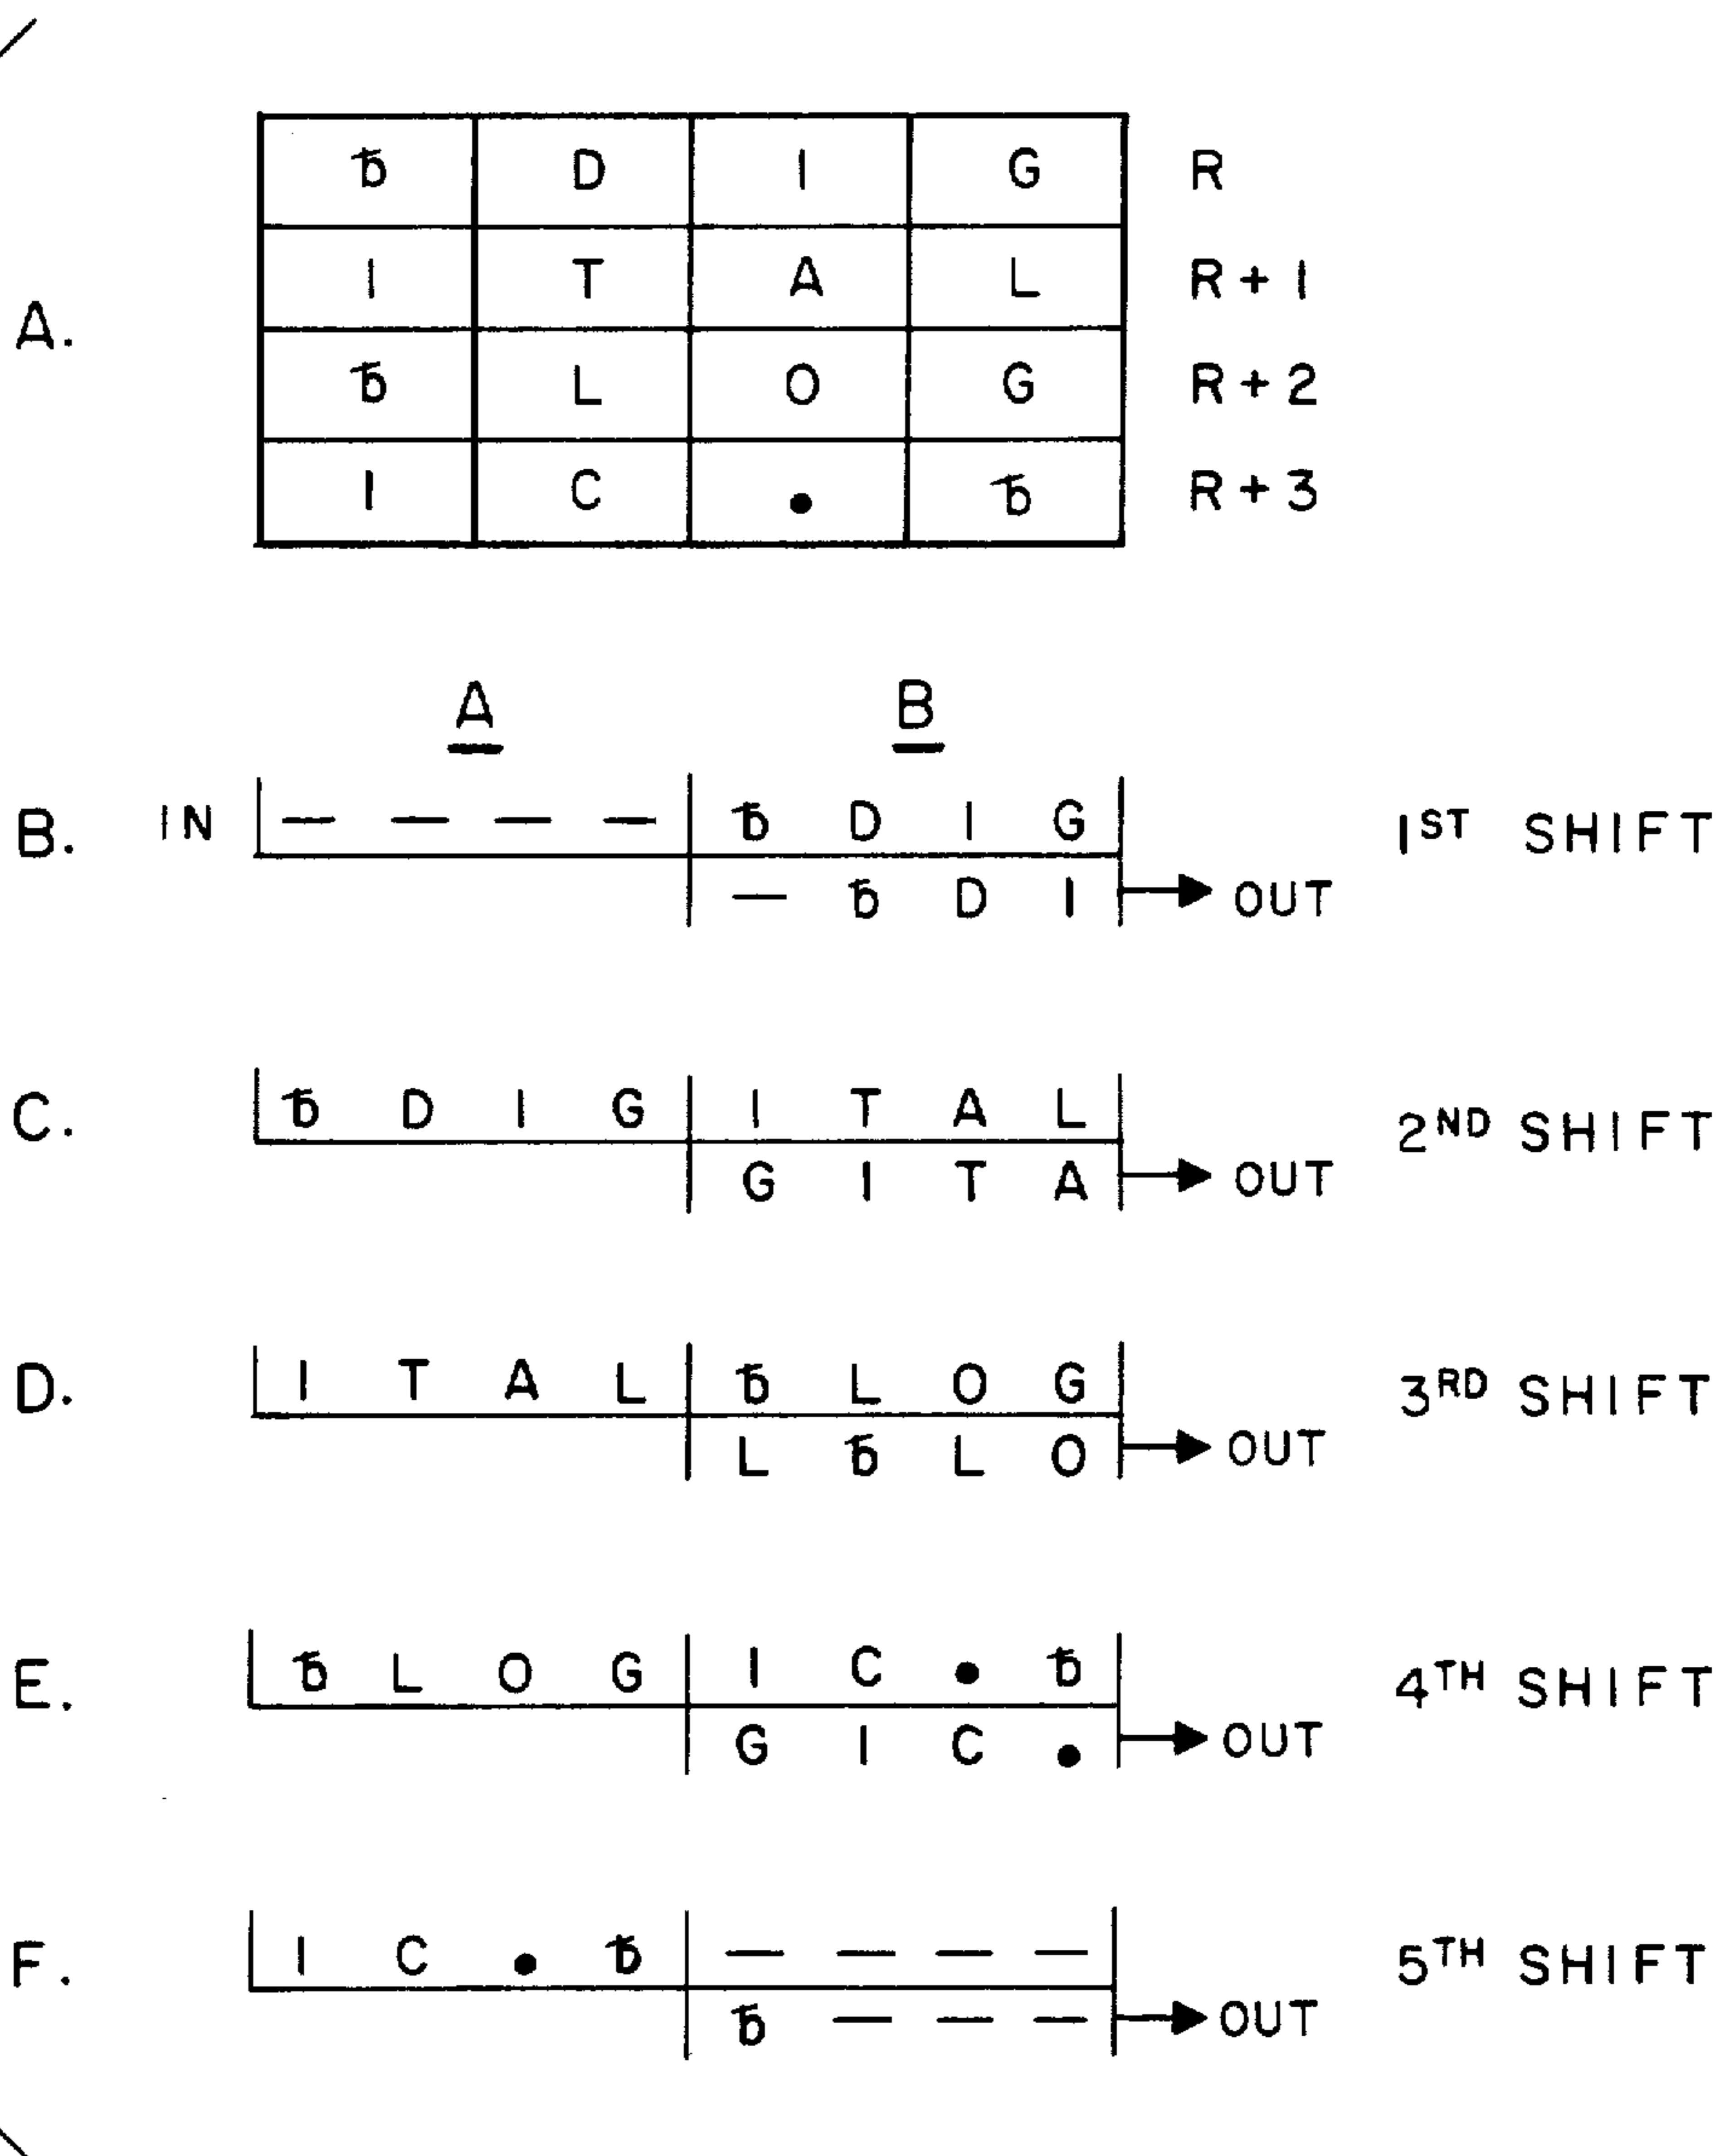 ƀ D I G R
I T A L R + 1
A.
ƀ L O G R + 2
I C . ƀ R + 3
A B
B. IN — — — — ƀ D I G 1ST SHIFT
— ƀ D I OUT
C. ƀ D I G I T A L 2ND SHIFT
G I T A OUT
D. I T A L ƀ L O G 3RD SHIFT
L ƀ L O OUT
E. ƀ L O G I C . ƀ 4TH SHIFT
G I C . OUT
F. I C . ƀ — — — — 5TH SHIFT
ƀ — — — OUT